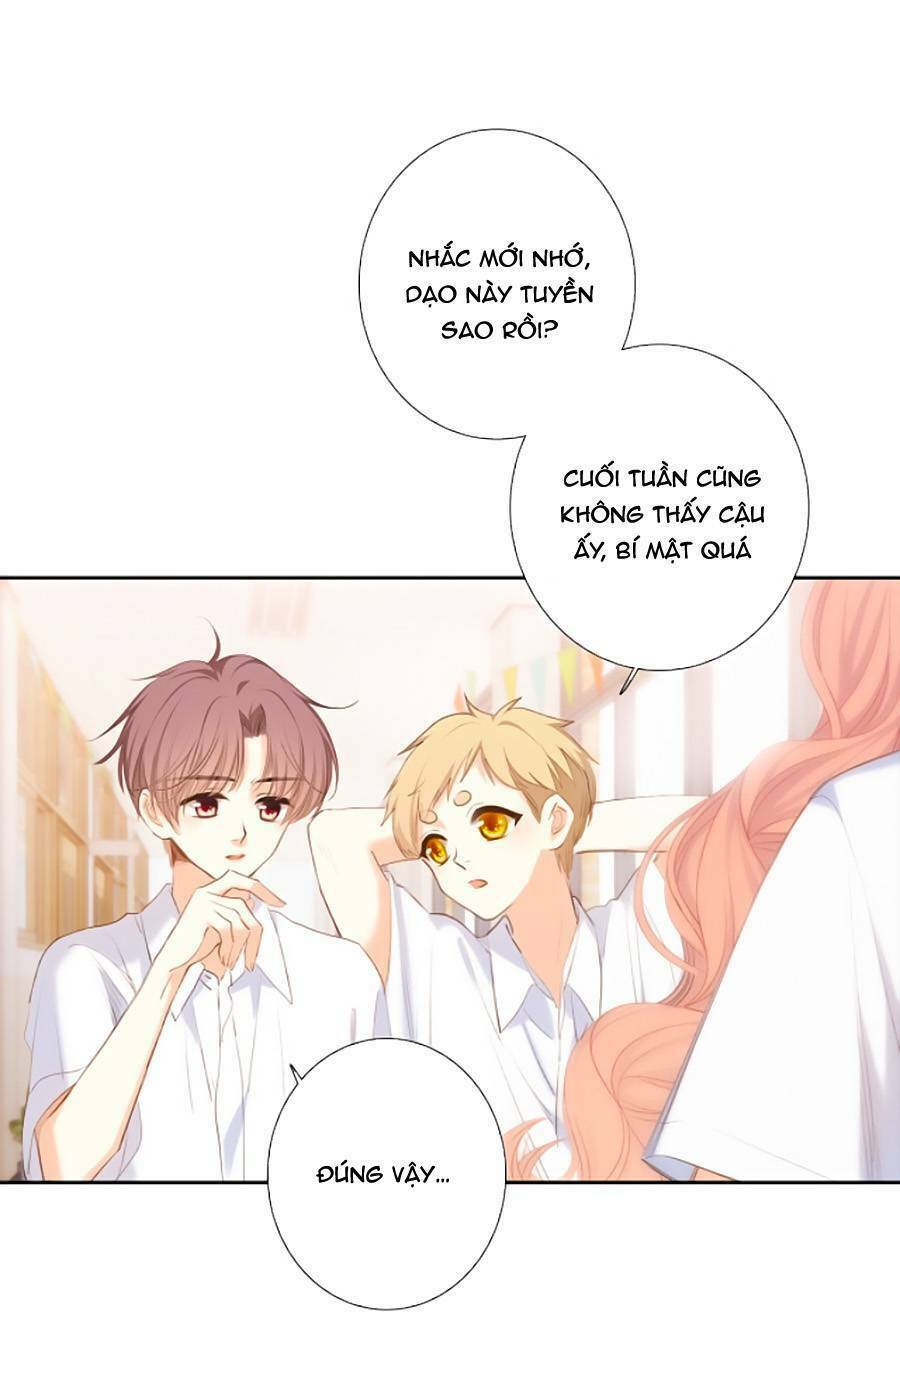 NHẮC MỚI NHỚ,
DẠO NÀY TUYỀN
SAO RỒI?
CUỐI TUẦN CŨNG
KHÔNG THẤY CẬU
ẤY, BÍ MẬT QUÁ
ĐÚNG VẬY...